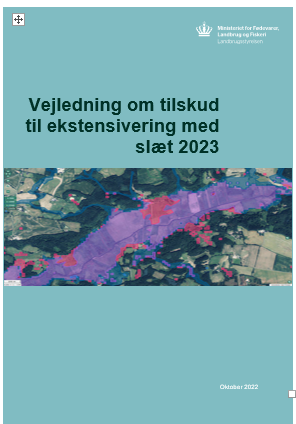 Ministeriet for Fødevarer,
Landbrug og Fiskeri
Landbrugsstyrelsen
Vejledning om tilskud
til ekstensivering med
slæt 2023
Oktober 2022